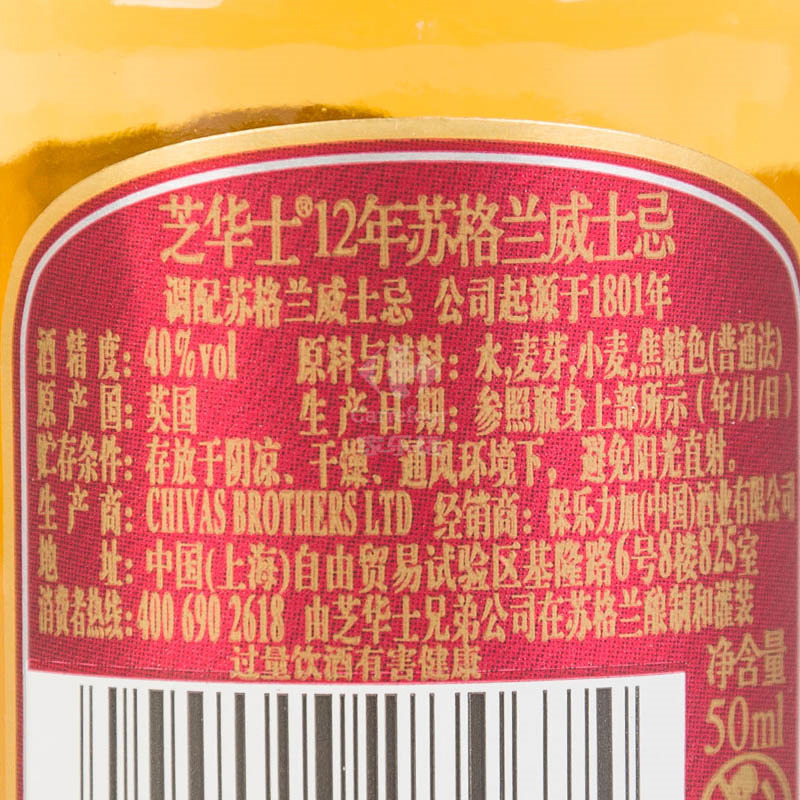 芝华士®12年苏格兰威士忌
调配苏格兰威士忌 公司起源于1801年
酒精度:40%vol 原料与辅料:水,麦芽,小麦,焦糖色(普通法)
原产国:英国 生产日期:参照瓶身上部所示(年/月/日)
贮存条件:存放于阴凉、干燥、通风环境下,避免阳光直射。
生产商:CHIVAS BROTHERS LTD 经销商:保乐力加(中国)酒业有限公司
地址:中国(上海)自由贸易试验区基隆路6号8楼825室
消费者热线:400 690 2618 由芝华士兄弟公司在苏格兰酿制和灌装
过量饮酒有害健康
净含量
50ml